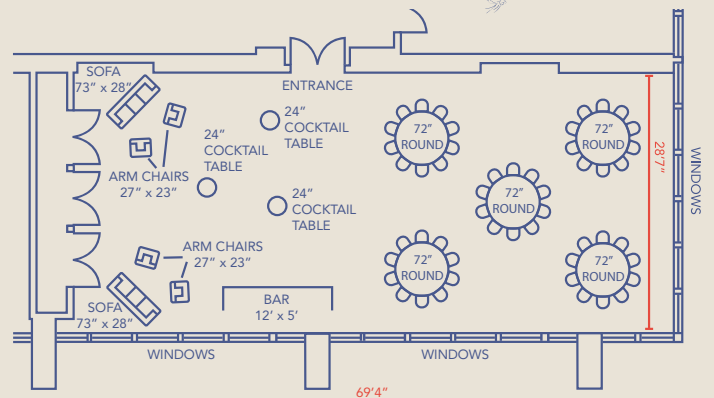 SOFA
73” x 28”
ENTRANCE
24”
COCKTAIL
TABLE
24”
COCKTAIL
TABLE
ARM CHAIRS
27” x 23”
24”
COCKTAIL
TABLE
72”
ROUND
72”
ROUND
72”
ROUND
28’7”
WINDOWS
ARM CHAIRS
27” x 23”
72”
ROUND
72”
ROUND
SOFA
73” x 28”
BAR
12’ x 5’
WINDOWS
WINDOWS
69’4”